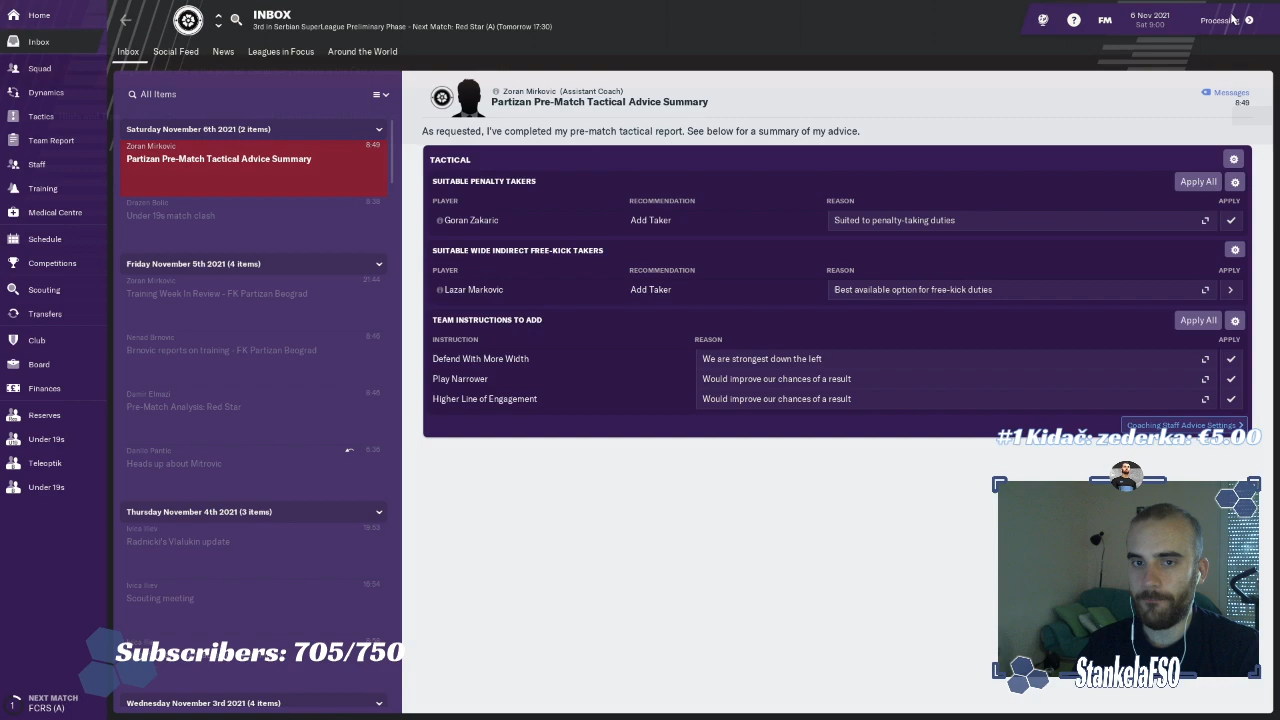 INBOX
3rd in Serbian SuperLeague Preliminary Phase - Next Match: Red Star (A) (Tomorrow 17:30)
FM
6 Nov 2021
Sat 9:00
Processing
Home
Inbox
Squad
Dynamics
Tactics
Team Report
Staff
Training
Medical Centre
Schedule
Competitions
Scouting
Transfers
Club
Board
Finances
Reserves
Under 19s
Teleoptik
Under 19s
NEXT MATCH
FCRS (A)
Inbox
Social Feed
News
Leagues in Focus
Around the World
All Items
Saturday November 6th 2021 (2 items)
Zoran Mirkovic
8:49
Partizan Pre-Match Tactical Advice Summary
Drazen Bolic
8:38
Under 19s match clash
Friday November 5th 2021 (4 items)
Zoran Mirkovic
21:44
Training Week In Review - FK Partizan Beograd
Nenad Brnovic
8:46
Brnovic reports on training - FK Partizan Beograd
Damir Elmazi
8:46
Pre-Match Analysis: Red Star
Danilo Pantic
8:38
Heads up about Mitrovic
Thursday November 4th 2021 (3 items)
Ivica Iliev
19:53
Radnicki's Vialukin update
Ivica Iliev
16:54
Scouting meeting
Wednesday November 3rd 2021 (4 items)
Zoran Mirkovic (Assistant Coach)
Partizan Pre-Match Tactical Advice Summary
Messages
8:49
As requested, I've completed my pre-match tactical report. See below for a summary of my advice.
TACTICAL
SUITABLE PENALTY TAKERS
Apply All
PLAYER
RECOMMENDATION
REASON
APPLY
Goran Zakaric
Add Taker
Suited to penalty-taking duties
SUITABLE WIDE INDIRECT FREE-KICK TAKERS
PLAYER
RECOMMENDATION
REASON
APPLY
Lazar Markovic
Add Taker
Best available option for free-kick duties
TEAM INSTRUCTIONS TO ADD
Apply All
INSTRUCTION
REASON
APPLY
Defend With More Width
We are strongest down the left
Play Narrower
Would improve our chances of a result
Higher Line of Engagement
Would improve our chances of a result
Coaching Staff Advice Settings
#1 Kidač: zederka: €5.00
Subscribers: 705/750
StankelaFSO